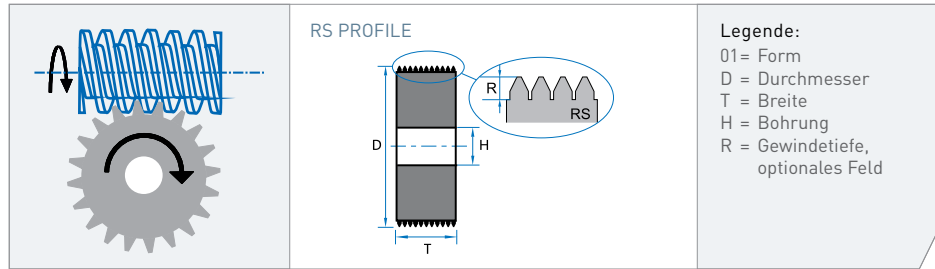 RS PROFILE
R
RS
D
H
T
Legende:
01= Form
D = Durchmesser
T = Breite
H = Bohrung
R = Gewindetiefe,
optionales Feld